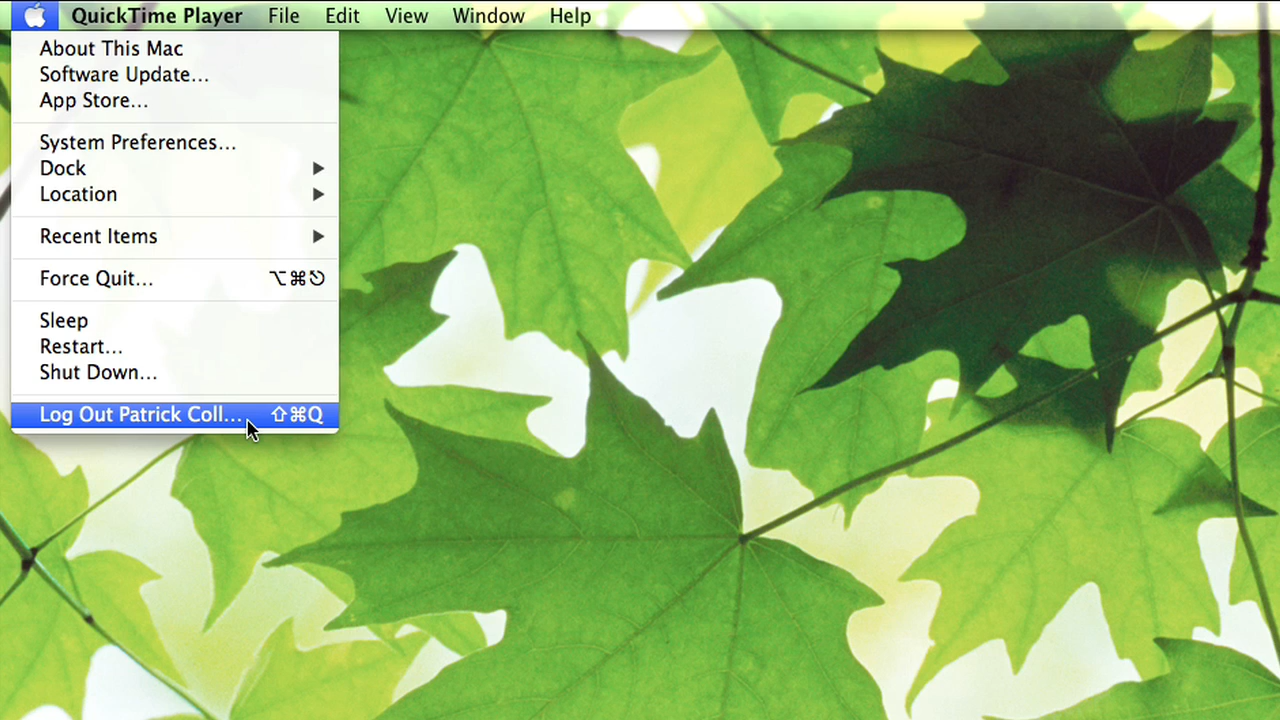 QuickTime Player File Edit View Window Help
About This Mac
Software Update...
App Store...
System Preferences...
Dock ▶
Location ▶
Recent Items ▶
Force Quit... ⌥⌘⎋
Sleep
Restart...
Shut Down...
Log Out Patrick Coll... ⇧⌘Q